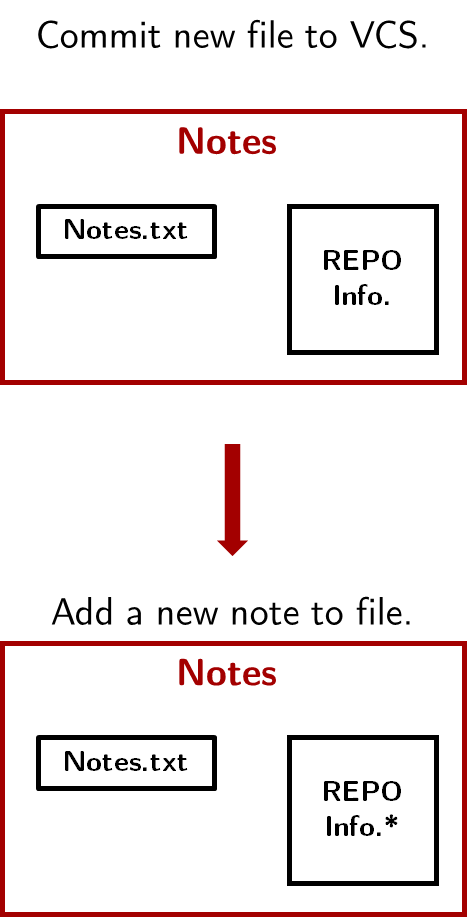 Commit new file to VCS.
Notes
Notes.txt
REPO
Info.
Add a new note to file.
Notes
Notes.txt
REPO
Info.*